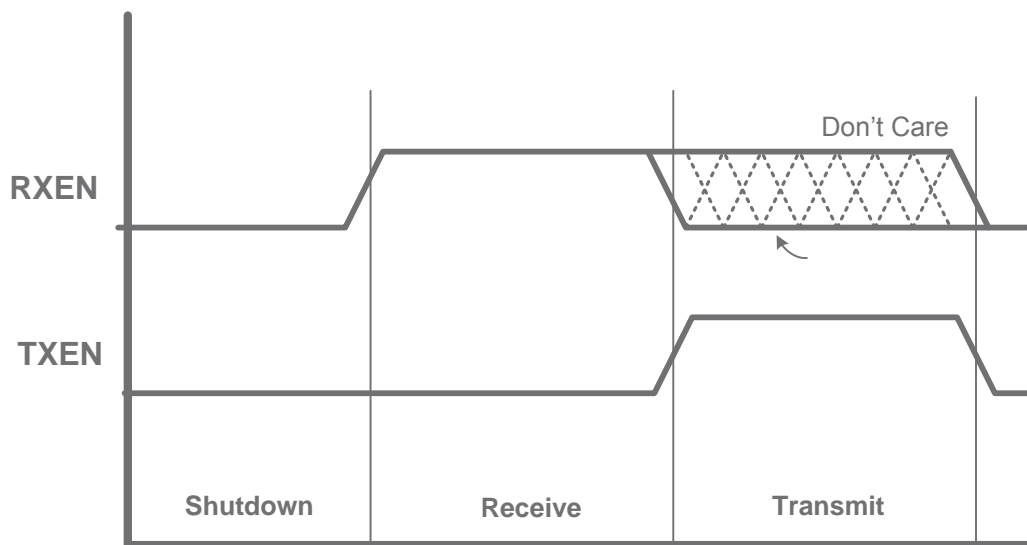 Don't Care
RXEN
TXEN
Shutdown
Receive
Transmit